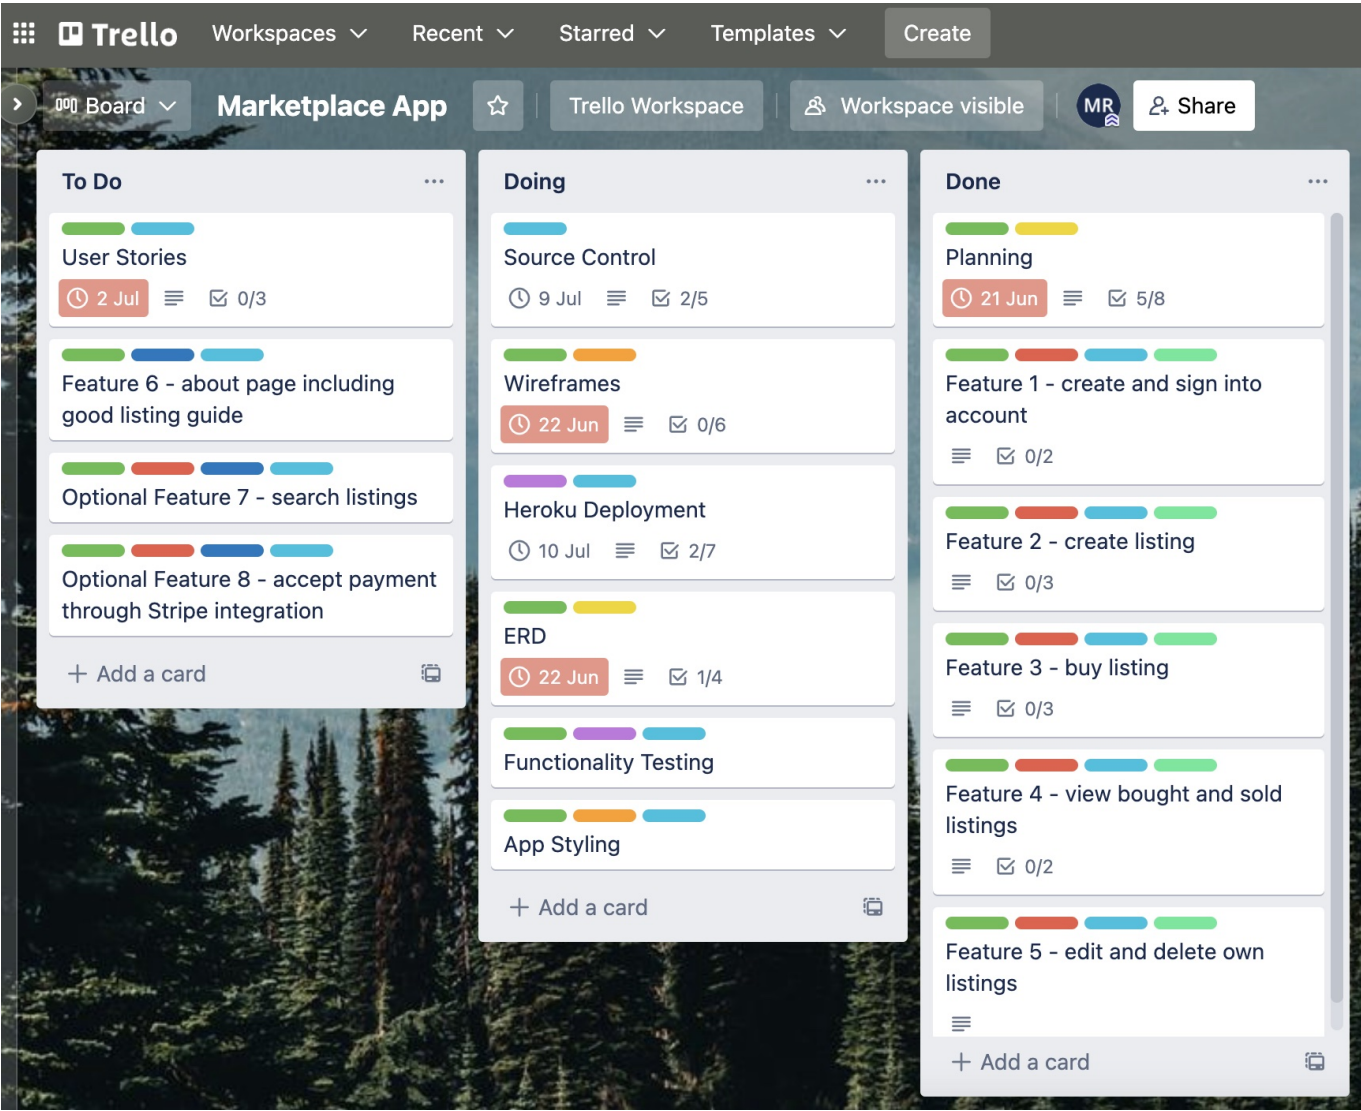 Trello
Workspaces
Recent
Starred
Templates
Create
Board
Marketplace App
Trello Workspace
Workspace visible
MR
Share
To Do
User Stories
2 Jul
0/3
Feature 6 - about page including
good listing guide
Optional Feature 7 - search listings
Optional Feature 8 - accept payment
through Stripe integration
+ Add a card
Doing
Source Control
9 Jul
2/5
Wireframes
22 Jun
0/6
Heroku Deployment
10 Jul
2/7
ERD
22 Jun
1/4
Functionality Testing
App Styling
+ Add a card
Done
Planning
21 Jun
5/8
Feature 1 - create and sign into
account
0/2
Feature 2 - create listing
0/3
Feature 3 - buy listing
0/3
Feature 4 - view bought and sold
listings
0/2
Feature 5 - edit and delete own
listings
+ Add a card